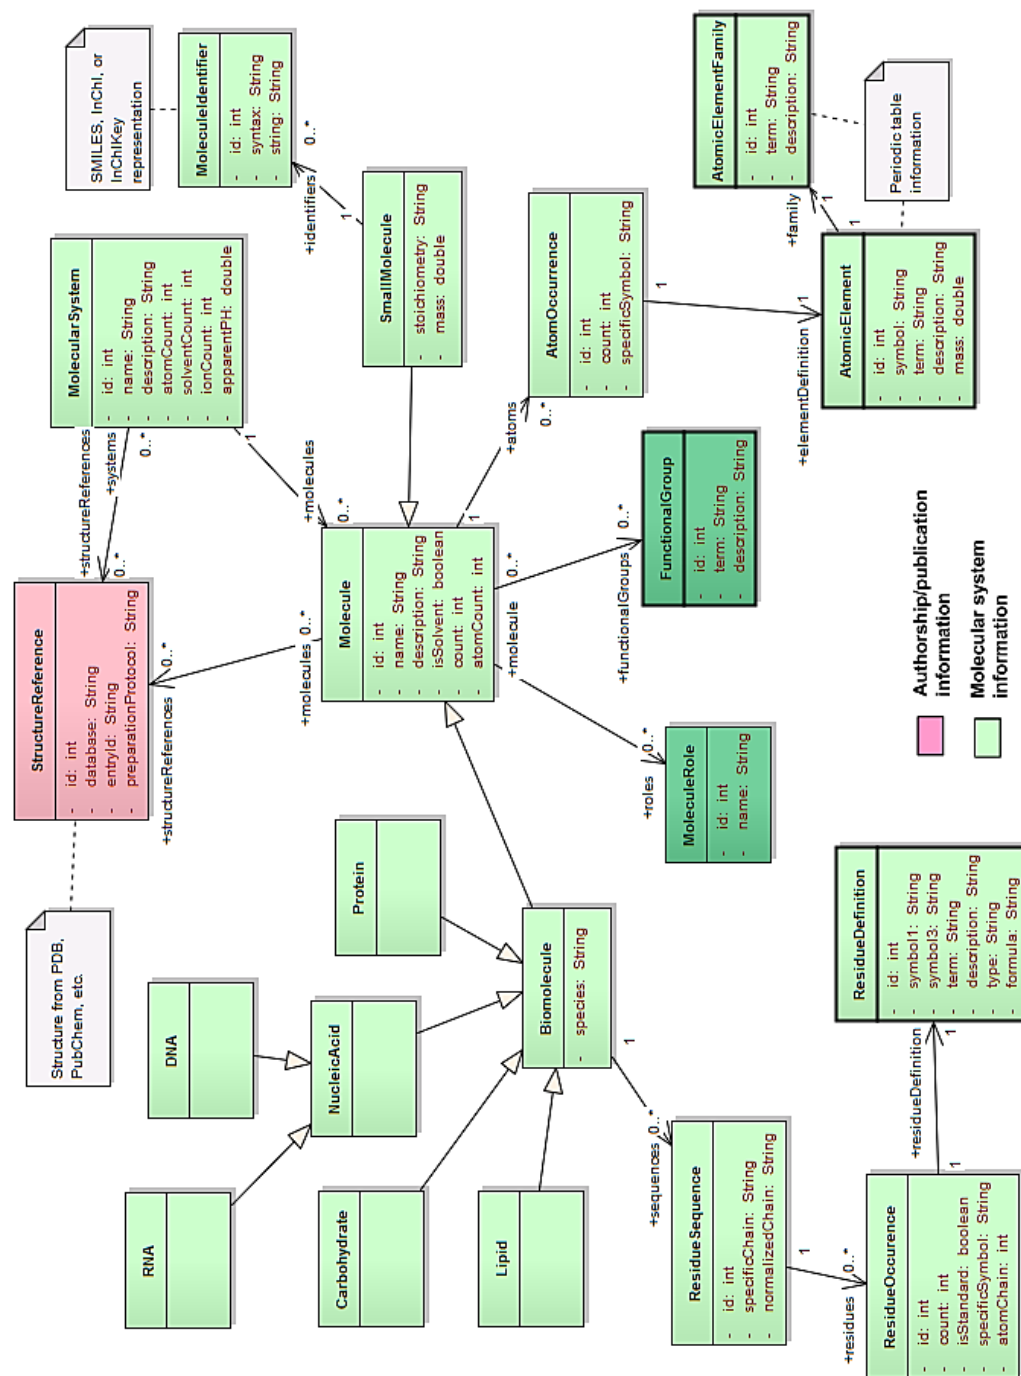 Structure from PDB,
PubChem, etc.
StructureReference
- id: int
- database: String
- entryId: String
- preparationProtocol: String
+structureReferences
0..*
+structureReferences
0..*
+systems
0..*
MolecularSystem
- id: int
- name: String
- description: String
- atomCount: int
- solventCount: int
- ionCount: int
- apparentPH: double
1
+molecules
0..*
SMILES, InChI, or
InChIKey
representation
MoleculeIdentifier
- id: int
- syntax: String
- string: String
+identifiers
0..*
1
RNA
DNA
NucleicAcid
Carbohydrate
Lipid
Protein
+molecules 0..*
Molecule
- id: int
- name: String
- description: String
- isSolvent: boolean
- count: int
- atomCount: int
SmallMolecule
- stoichiometry: String
- mass: double
1
+atoms
0..*
+molecule
0..*
Biomolecule
- species: String
1
+sequences 0..*
AtomOccurrence
- id: int
- count: int
- specificSymbol: String
1
+roles
0..*
MoleculeRole
- id: int
- name: String
+functionalGroups
0..*
FunctionalGroup
- id: int
- term: String
- description: String
AtomicElementFamily
- id: int
- term: String
- description: String
+family
1
1
ResidueSequence
- id: int
- specificChain: String
- normalizedChain: String
1
+residues
0..*
+elementDefinition
1
AtomicElement
- id: int
- symbol: String
- term: String
- description: String
- mass: double
Periodic table
information
ResidueOccurence
- id: int
- count: int
- isStandard: boolean
- specificSymbol: String
- atomChain: int
1
+residueDefinition
1
ResidueDefinition
- id: int
- symbol1: String
- symbol3: String
- term: String
- description: String
- type: String
- formula: String
Authorship/publication
information
Molecular system
information